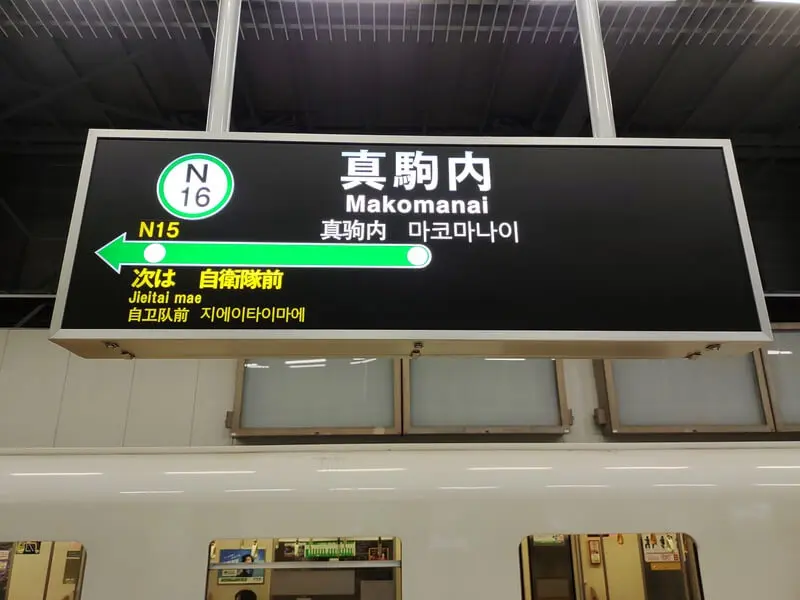 N
16
真駒内
Makomanai
真驹内 마코마나이
N15
次は 自衛隊前
Jieitai mae
自卫队前 지에이타이마에